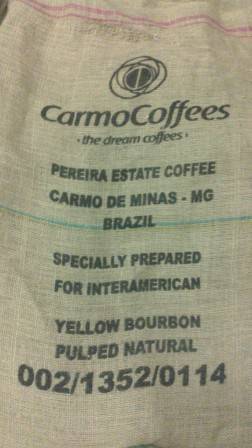 CarmoCoffees
·the dream coffees·
PEREIRA ESTATE COFFEE
CARMO DE MINAS - MG
BRAZIL
SPECIALLY PREPARED
FOR INTERAMERICAN
YELLOW BOURBON
PULPED NATURAL
002/1352/0114